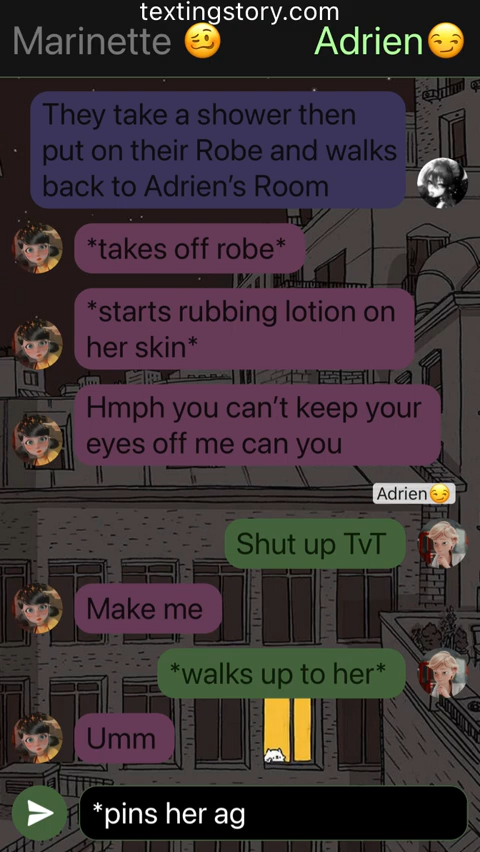 textingstory.com
Marinette 🥴
Adrien😏
They take a shower then
put on their Robe and walks
back to Adrien's Room
*takes off robe*
*starts rubbing lotion on
her skin*
Hmph you can't keep your
eyes off me can you
Adrien😏
Shut up TvT
Make me
*walks up to her*
Umm
*pins her ag